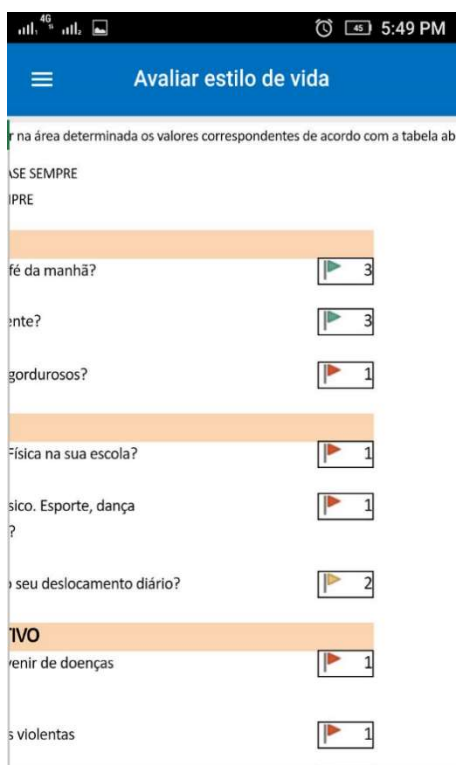 4G
45 5:49 PM
Avaliar estilo de vida
r na área determinada os valores correspondentes de acordo com a tabela ab
ASE SEMPRE
IPRE
fé da manhã? 3
ente? 3
gordurosos? 1
Física na sua escola? 1
sico. Esporte, dança 1
?
o seu deslocamento diário? 2
TIVO
venir de doenças 1
s violentas 1